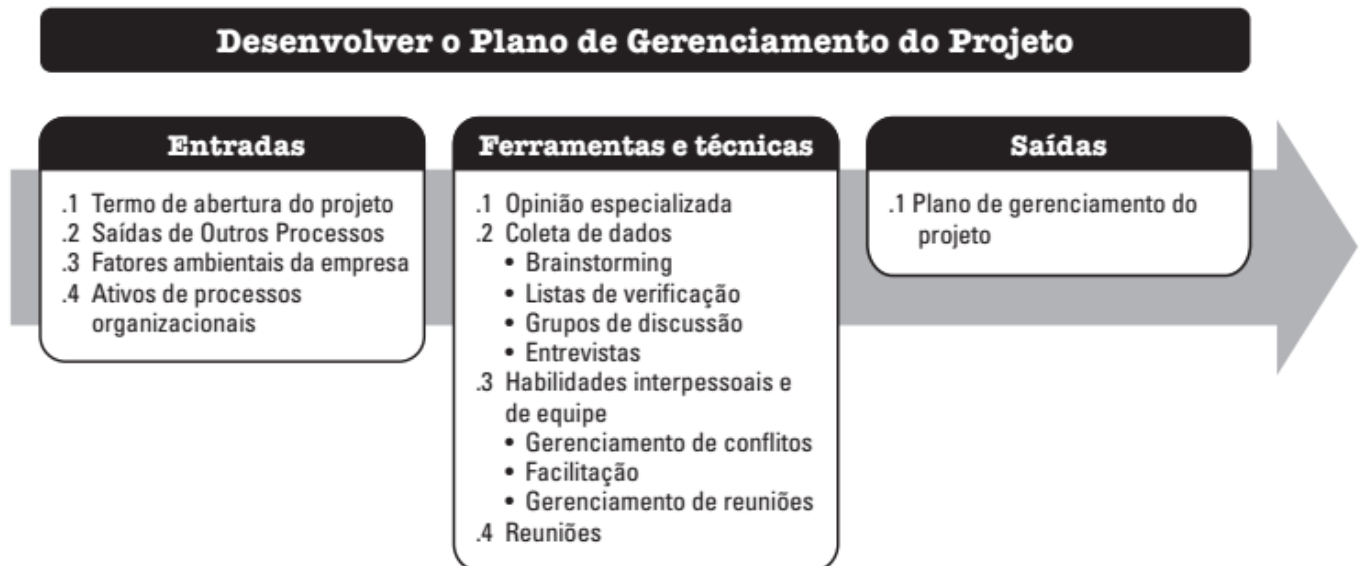 Desenvolver o Plano de Gerenciamento do Projeto
Entradas
.1 Termo de abertura do projeto
.2 Saídas de Outros Processos
.3 Fatores ambientais da empresa
.4 Ativos de processos
organizacionais
Ferramentas e técnicas
.1 Opinião especializada
.2 Coleta de dados
• Brainstorming
• Listas de verificação
• Grupos de discussão
• Entrevistas
.3 Habilidades interpessoais e
de equipe
• Gerenciamento de conflitos
• Facilitação
• Gerenciamento de reuniões
.4 Reuniões
Saídas
.1 Plano de gerenciamento do
projeto